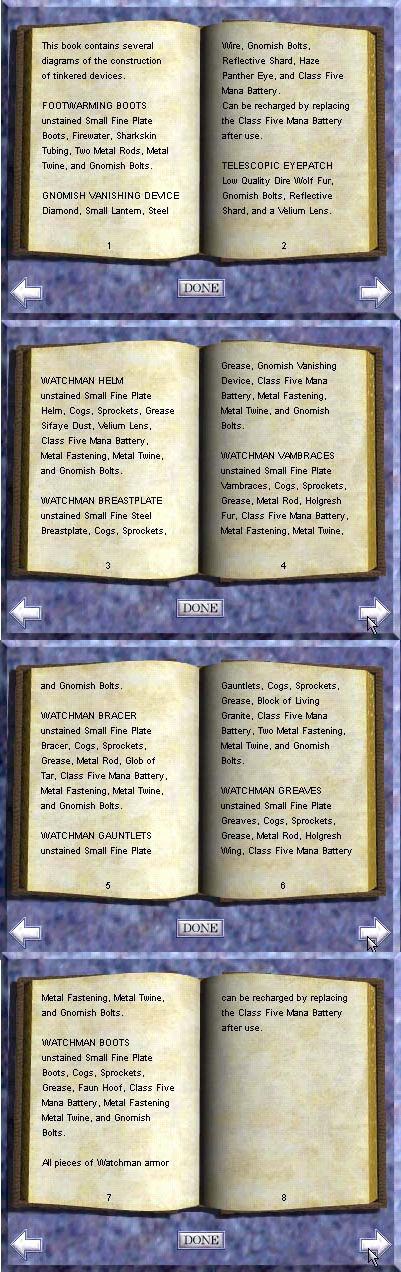 This book contains several
diagrams of the construction
of tinkered devices.
FOOTWARMING BOOTS
unstained Small Fine Plate
Boots, Firewater, Sharkskin
Tubing, Two Metal Rods, Metal
Twine, and Gnomish Bolts.
GNOMISH VANISHING DEVICE
Diamond, Small Lantern, Steel
1
Wire, Gnomish Bolts,
Reflective Shard, Haze
Panther Eye, and Class Five
Mana Battery.
Can be recharged by replacing
the Class Five Mana Battery
after use.
TELESCOPIC EYEPATCH
Low Quality Dire Wolf Fur,
Gnomish Bolts, Reflective
Shard, and a Velium Lens.
2
DONE
WATCHMAN HELM
unstained Small Fine Plate
Helm, Cogs, Sprockets, Grease
Sifaye Dust, Velium Lens,
Class Five Mana Battery,
Metal Fastening, Metal Twine,
and Gnomish Bolts.
WATCHMAN BREASTPLATE
unstained Small Fine Steel
Breastplate, Cogs, Sprockets,
3
Grease, Gnomish Vanishing
Device, Class Five Mana
Battery, Metal Fastening,
Metal Twine, and Gnomish
Bolts.
WATCHMAN VAMBRACES
unstained Small Fine Plate
Vambraces, Cogs, Sprockets,
Grease, Metal Rod, Holgresh
Fur, Class Five Mana Battery,
Metal Fastening, Metal Twine,
4
DONE
and Gnomish Bolts.
WATCHMAN BRACER
unstained Small Fine Plate
Bracer, Cogs, Sprockets,
Grease, Metal Rod, Glob of
Tar, Class Five Mana Battery,
Metal Fastening, Metal Twine,
and Gnomish Bolts.
WATCHMAN GAUNTLETS
unstained Small Fine Plate
5
Gauntlets, Cogs, Sprockets,
Grease, Block of Living
Granite, Class Five Mana
Battery, Two Metal Fastening,
Metal Twine, and Gnomish
Bolts.
WATCHMAN GREAVES
unstained Small Fine Plate
Greaves, Cogs, Sprockets,
Grease, Metal Rod, Holgresh
Wing, Class Five Mana Battery
6
DONE
Metal Fastening, Metal Twine,
and Gnomish Bolts.
WATCHMAN BOOTS
unstained Small Fine Plate
Boots, Cogs, Sprockets,
Grease, Faun Hoof, Class Five
Mana Battery, Metal Fastening
Metal Twine, and Gnomish
Bolts.
All pieces of Watchman armor
7
can be recharged by replacing
the Class Five Mana Battery
after use.
8
DONE